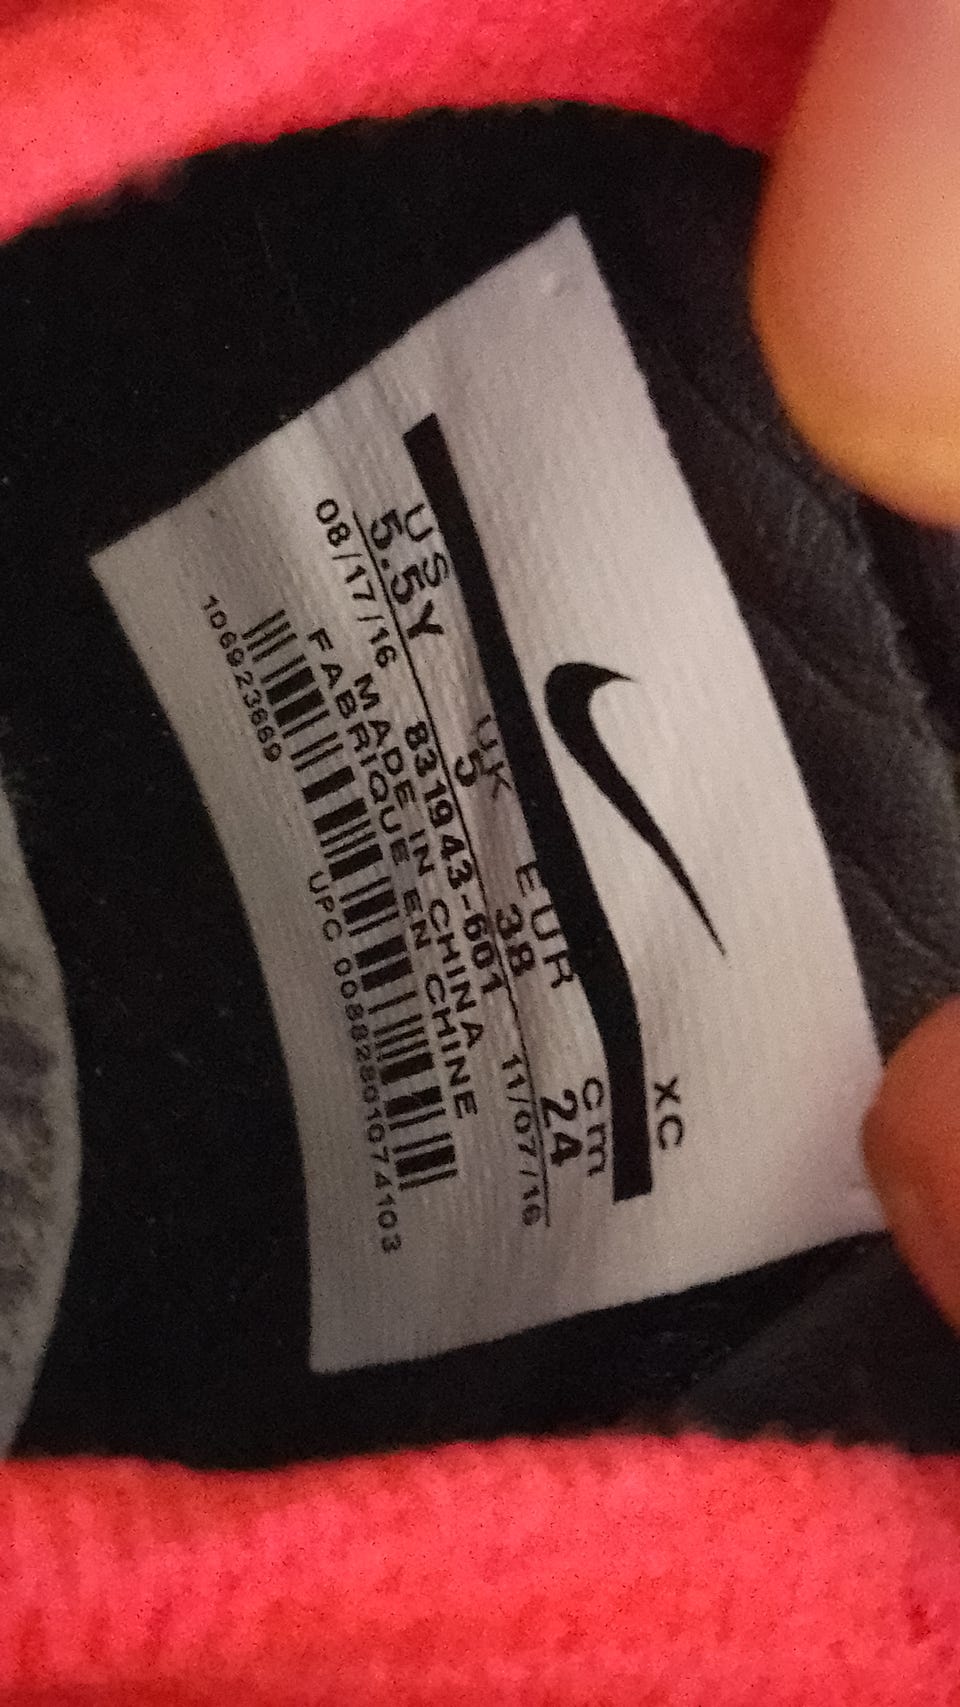 XC
US UK EUR cm
5.5Y 5 38 24
08/17/16 831943-601 11/07/16
MADE IN CHINA
FABRIQUE EN CHINE
106923669 UPC 00882801074103